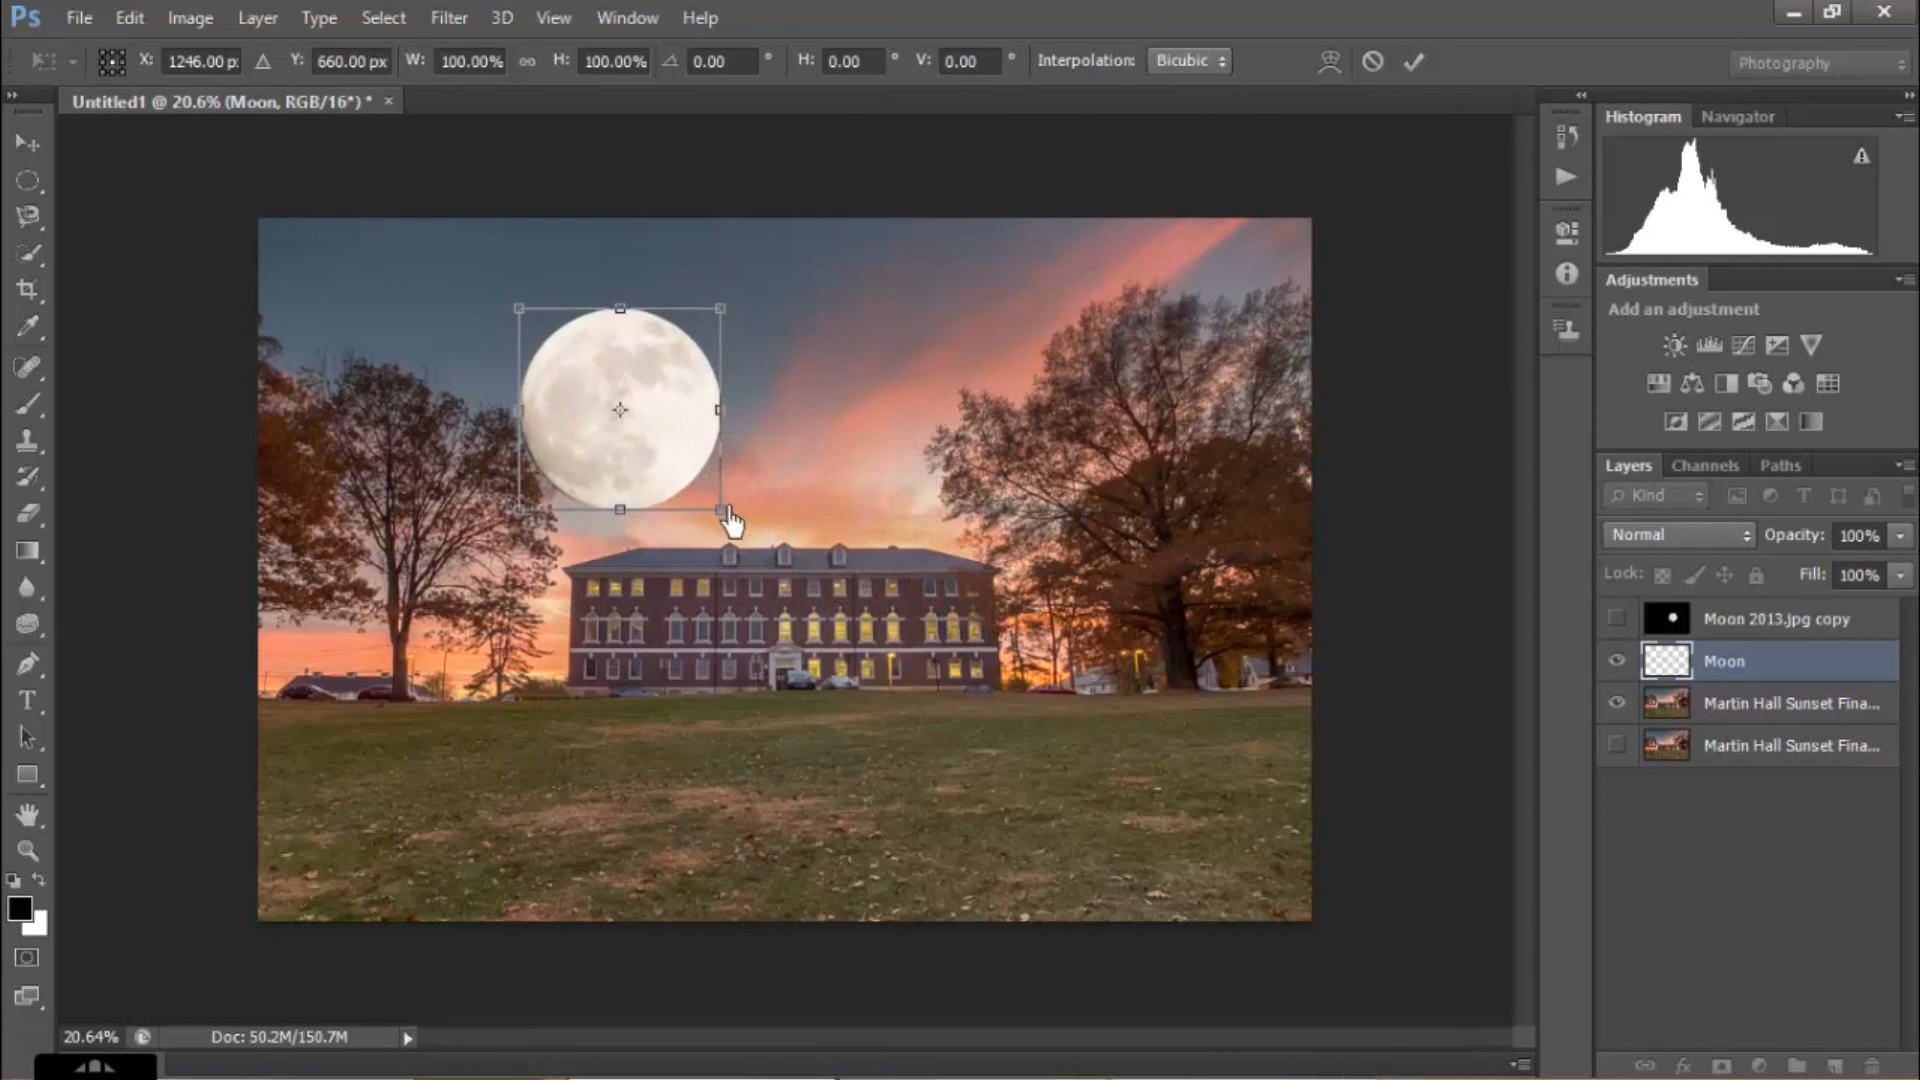 Ps File Edit Image Layer Type Select Filter 3D View Window Help
X: 1246.00 p Y: 660.00 px W: 100.00% H: 100.00% 0.00 ° H: 0.00 ° V: 0.00 ° Interpolation: Bicubic Photography
Untitled1 @ 20.6% (Moon, RGB/16*) * ×
Histogram Navigator
Adjustments
Add an adjustment
Layers Channels Paths
Kind
Normal Opacity: 100%
Lock: Fill: 100%
Moon 2013.jpg copy
Moon
Martin Hall Sunset Fina...
Martin Hall Sunset Fina...
20.64% Doc: 50.2M/150.7M